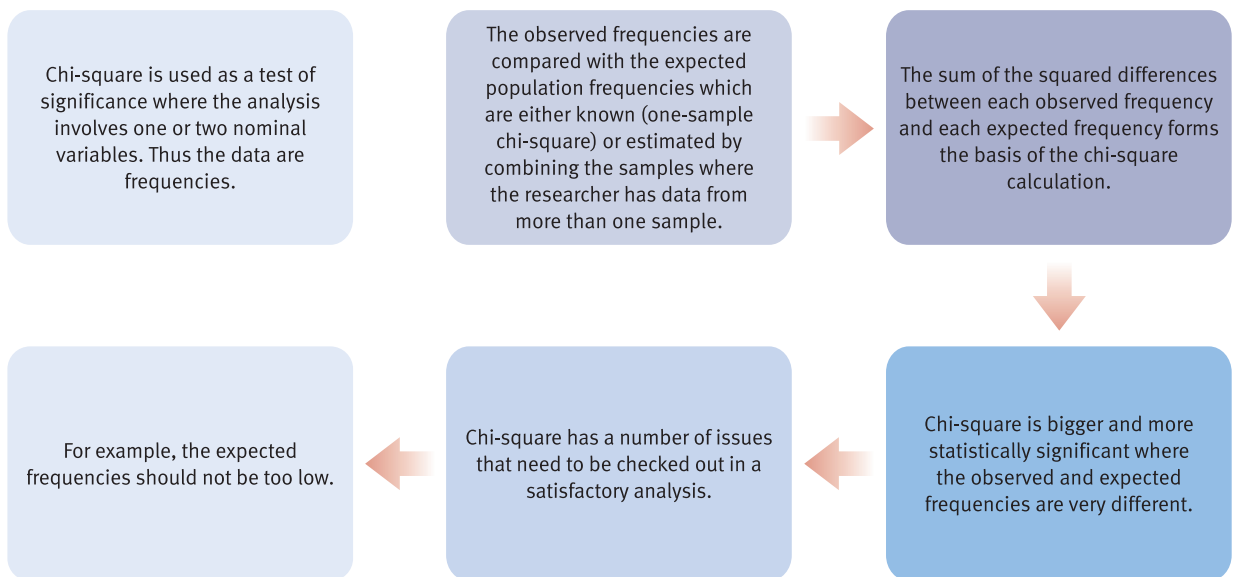 Chi-square is used as a test of
significance where the analysis
involves one or two nominal
variables. Thus the data are
frequencies.
The observed frequencies are
compared with the expected
population frequencies which
are either known (one-sample
chi-square) or estimated by
combining the samples where
the researcher has data from
more than one sample.
The sum of the squared differences
between each observed frequency
and each expected frequency forms
the basis of the chi-square
calculation.
Chi-square is bigger and more
statistically significant where
the observed and expected
frequencies are very different.
Chi-square has a number of issues
that need to be checked out in a
satisfactory analysis.
For example, the expected
frequencies should not be too low.